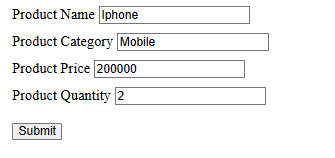 Product Name Iphone
Product Category Mobile
Product Price 200000
Product Quantity 2
Submit